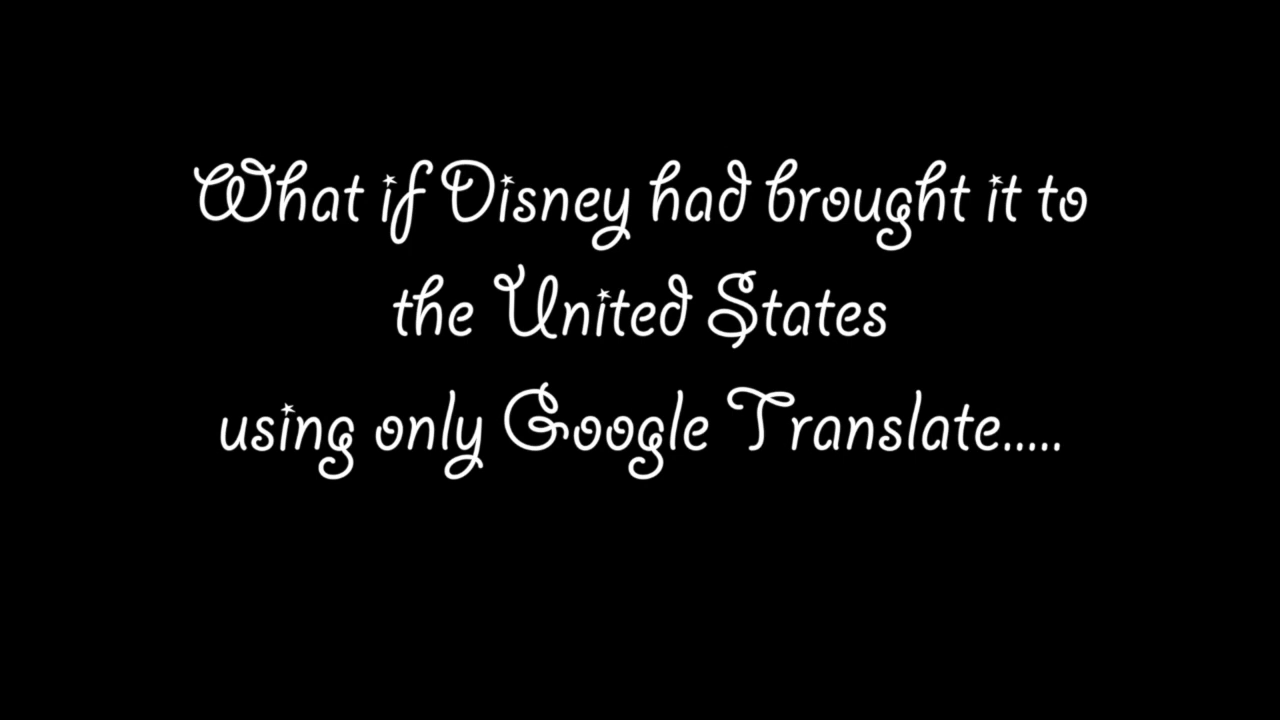 What if Disney had brought it to
the United States
using only Google Translate.....